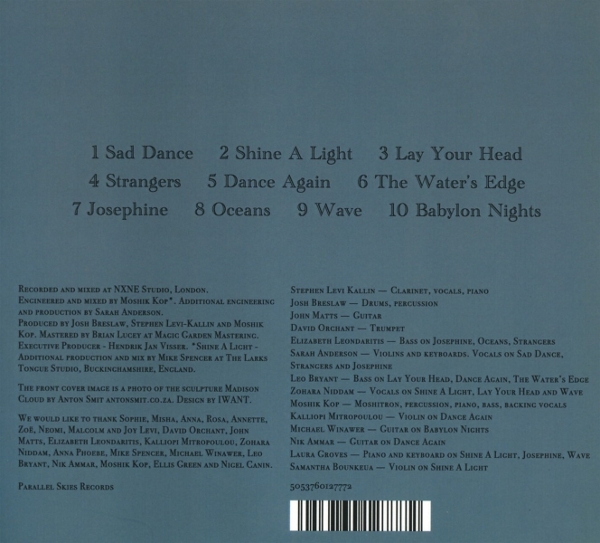 1 Sad Dance 2 Shine A Light 3 Lay Your Head
4 Strangers 5 Dance Again 6 The Water's Edge
7 Josephine 8 Oceans 9 Wave 10 Babylon Nights
Recorded and mixed at NXNE Studio, London.
Engineered and mixed by Moshik Kop*. Additional engineering
and production by Sarah Anderson.
Produced by Josh Breslaw, Stephen Levi-Kallin and Moshik
Kop. Mastered by Brian Lucey at Magic Garden Mastering.
Executive Producer - Hendrik Jan Visser. *Shine A Light -
Additional production and mix by Mike Spencer at The Larks
Tongue Studio, Buckinghamshire, England.
The front cover image is a photo of the sculpture Madison
Cloud by Anton Smit antonsmit.co.za. Design by IWANT.
We would like to thank Sophie, Misha, Anna, Rosa, Annette,
Zoë, Neomi, Malcolm and Joy Levi, David Orchant, John
Matts, Elizabeth Leondaritis, Kalliopi Mitropoulou, Zohara
Niddam, Anna Phoebe, Mike Spencer, Michael Winawer, Leo
Bryant, Nik Ammar, Moshik Kop, Ellis Green and Nigel Canin.
Parallel Skies Records
Stephen Levi Kallin — Clarinet, vocals, piano
Josh Breslaw — Drums, percussion
John Matts — Guitar
David Orchant — Trumpet
Elizabeth Leondaritis — Bass on Josephine, Oceans, Strangers
Sarah Anderson — Violins and keyboards. Vocals on Sad Dance,
Strangers and Josephine
Leo Bryant — Bass on Lay Your Head, Dance Again, The Water's Edge
Zohara Niddam — Vocals on Shine A Light, Lay Your Head and Wave
Moshik Kop — Moshitron, percussion, piano, bass, backing vocals
Kalliopi Mitropoulou — Violin on Dance Again
Michael Winawer — Guitar on Babylon Nights
Nik Ammar — Guitar on Dance Again
Laura Groves — Piano and keyboard on Shine A Light, Josephine, Wave
Samantha Bounkeua — Violin on Shine A Light
5053760127772